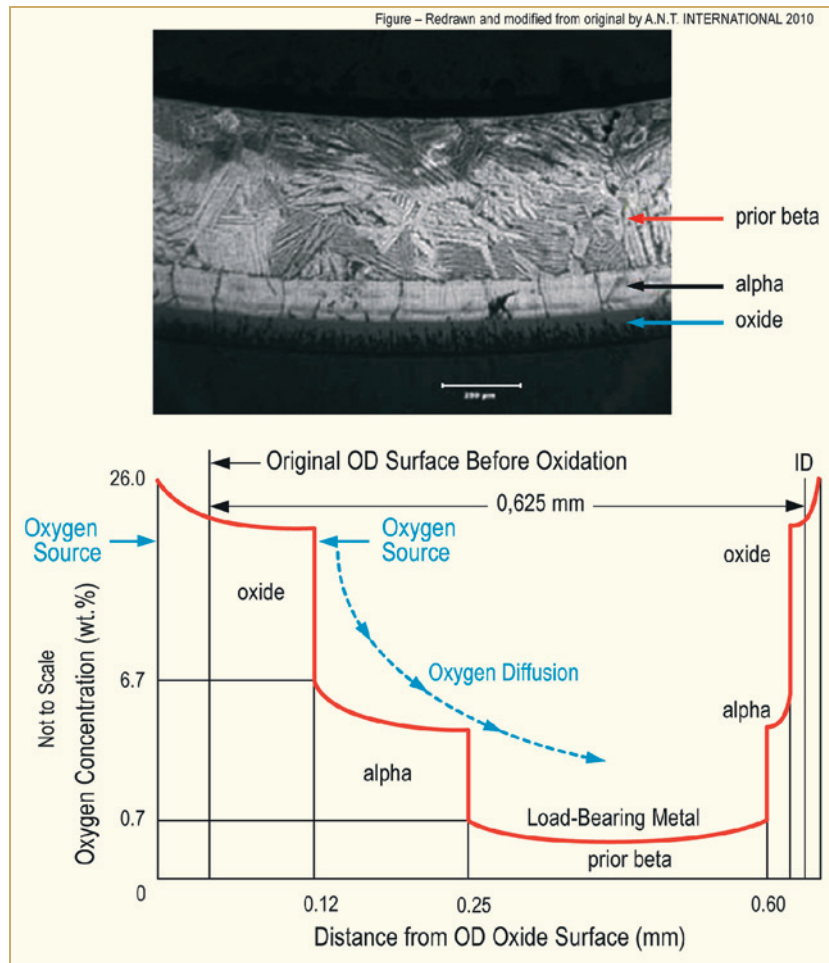 Figure – Redrawn and modified from original by A.N.T. INTERNATIONAL 2010
prior beta
alpha
oxide
200 µm
Original OD Surface Before Oxidation
ID
26.0
0,625 mm
Oxygen
Source
Oxygen
Source
oxide
oxide
Not to Scale
Oxygen Concentration (wt.%)
6.7
Oxygen Diffusion
alpha
alpha
0.7
Load-Bearing Metal
prior beta
0
0.12
0.25
0.60
Distance from OD Oxide Surface (mm)